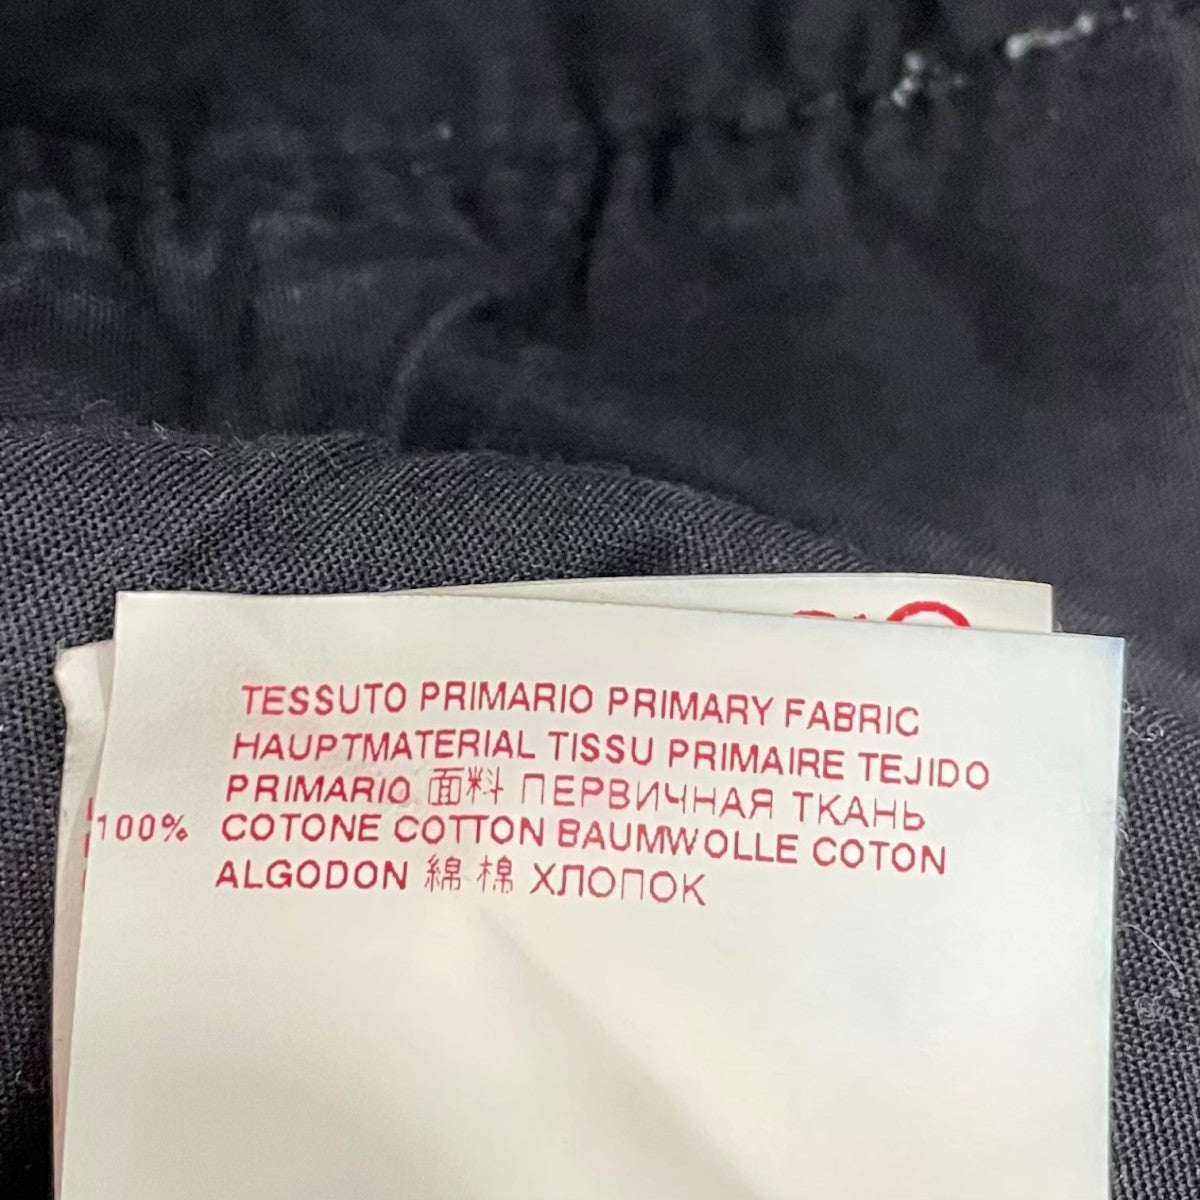 TESSUTO PRIMARIO PRIMARY FABRIC
HAUPTMATERIAL TISSU PRIMAIRE TEJIDO
PRIMARIO 面料 ПЕРВИЧНАЯ ТКАНЬ
100% COTONE COTTON BAUMWOLLE COTON
ALGODON 綿 棉 ХЛОПОК